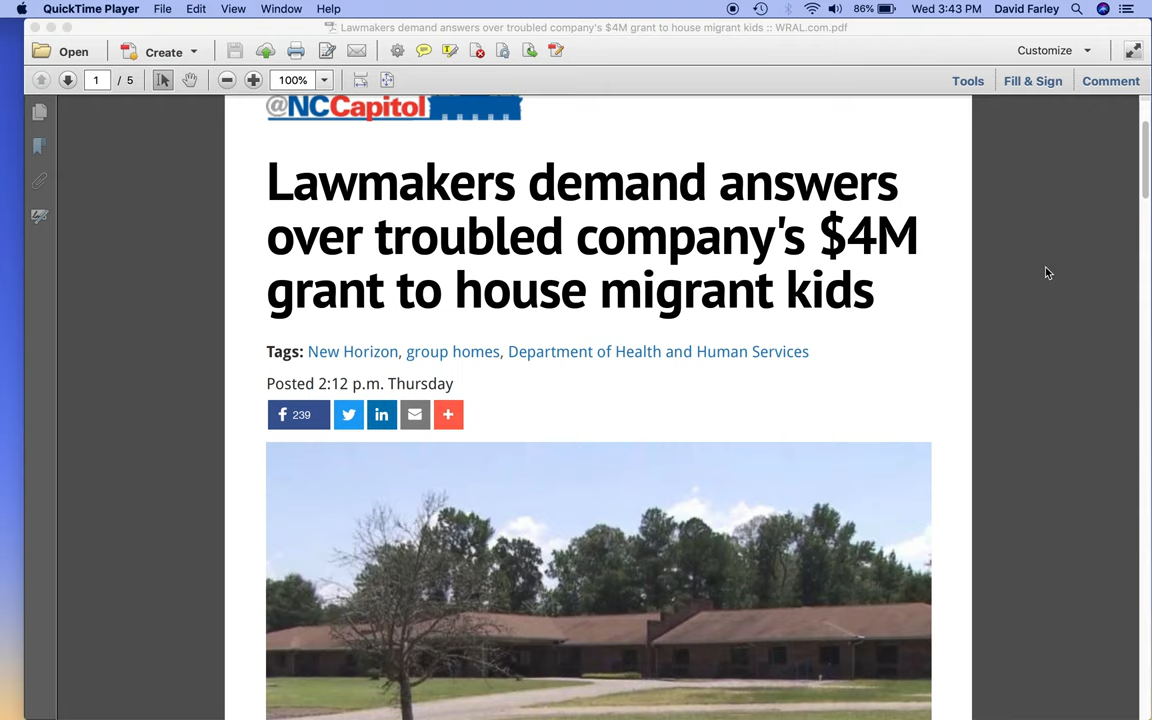 QuickTime Player File Edit View Window Help 86% Wed 3:43 PM David Farley
Lawmakers demand answers over troubled company's $4M grant to house migrant kids :: WRAL.com.pdf
Open Create Customize
1 / 5 100% Tools Fill & Sign Comment
@NCCapitol
Lawmakers demand answers
over troubled company's $4M
grant to house migrant kids
Tags: New Horizon, group homes, Department of Health and Human Services
Posted 2:12 p.m. Thursday
f 239 in +